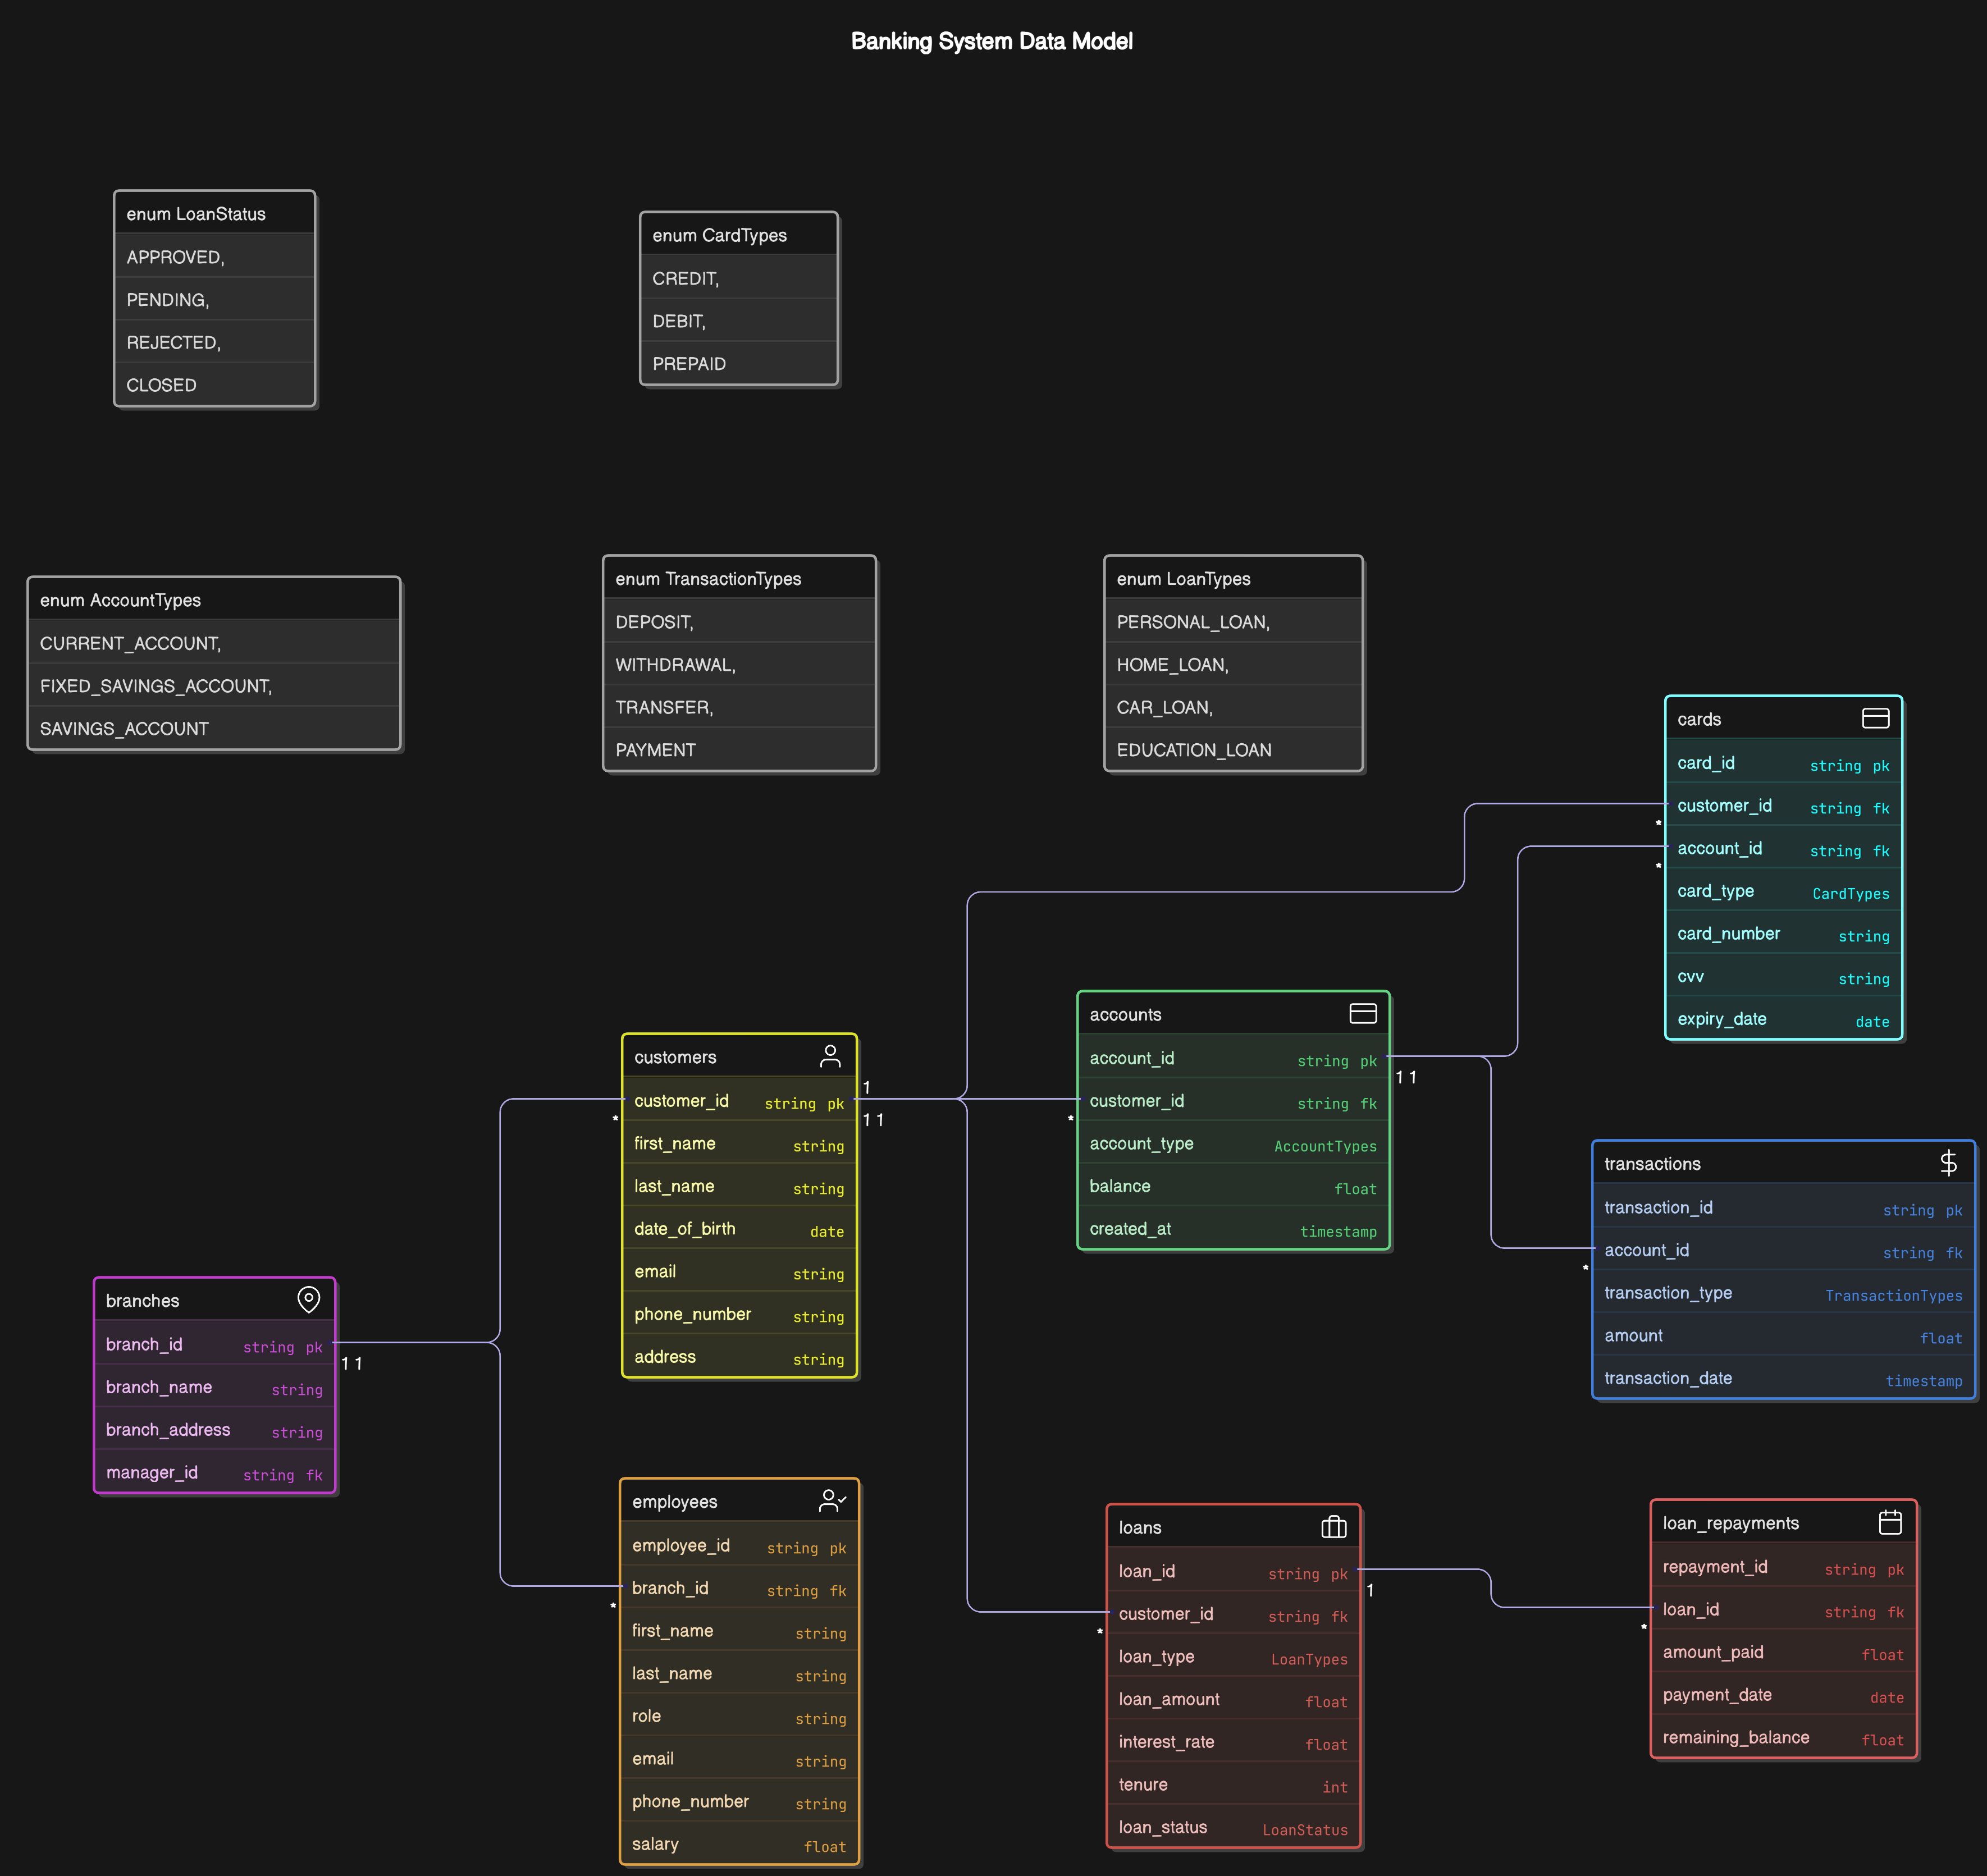 Banking System Data Model
enum LoanStatus
APPROVED,
PENDING,
REJECTED,
CLOSED
enum CardTypes
CREDIT,
DEBIT,
PREPAID
enum AccountTypes
CURRENT_ACCOUNT,
FIXED_SAVINGS_ACCOUNT,
SAVINGS_ACCOUNT
enum TransactionTypes
DEPOSIT,
WITHDRAWAL,
TRANSFER,
PAYMENT
enum LoanTypes
PERSONAL_LOAN,
HOME_LOAN,
CAR_LOAN,
EDUCATION_LOAN
cards
card_id string pk
customer_id string fk
*
account_id string fk
*
card_type CardTypes
card_number string
cvv string
expiry_date date
customers
customer_id string pk
1
* 1 1
first_name string
last_name string
date_of_birth date
email string
phone_number string
address string
accounts
account_id string pk
1 1
customer_id string fk
*
account_type AccountTypes
balance float
created_at timestamp
transactions
transaction_id string pk
account_id string fk
*
transaction_type TransactionTypes
amount float
transaction_date timestamp
branches
branch_id string pk
1 1
branch_name string
branch_address string
manager_id string fk
employees
employee_id string pk
branch_id string fk
*
first_name string
last_name string
role string
email string
phone_number string
salary float
loans
loan_id string pk
1
customer_id string fk
*
loan_type LoanTypes
loan_amount float
interest_rate float
tenure int
loan_status LoanStatus
loan_repayments
repayment_id string pk
loan_id string fk
*
amount_paid float
payment_date date
remaining_balance float